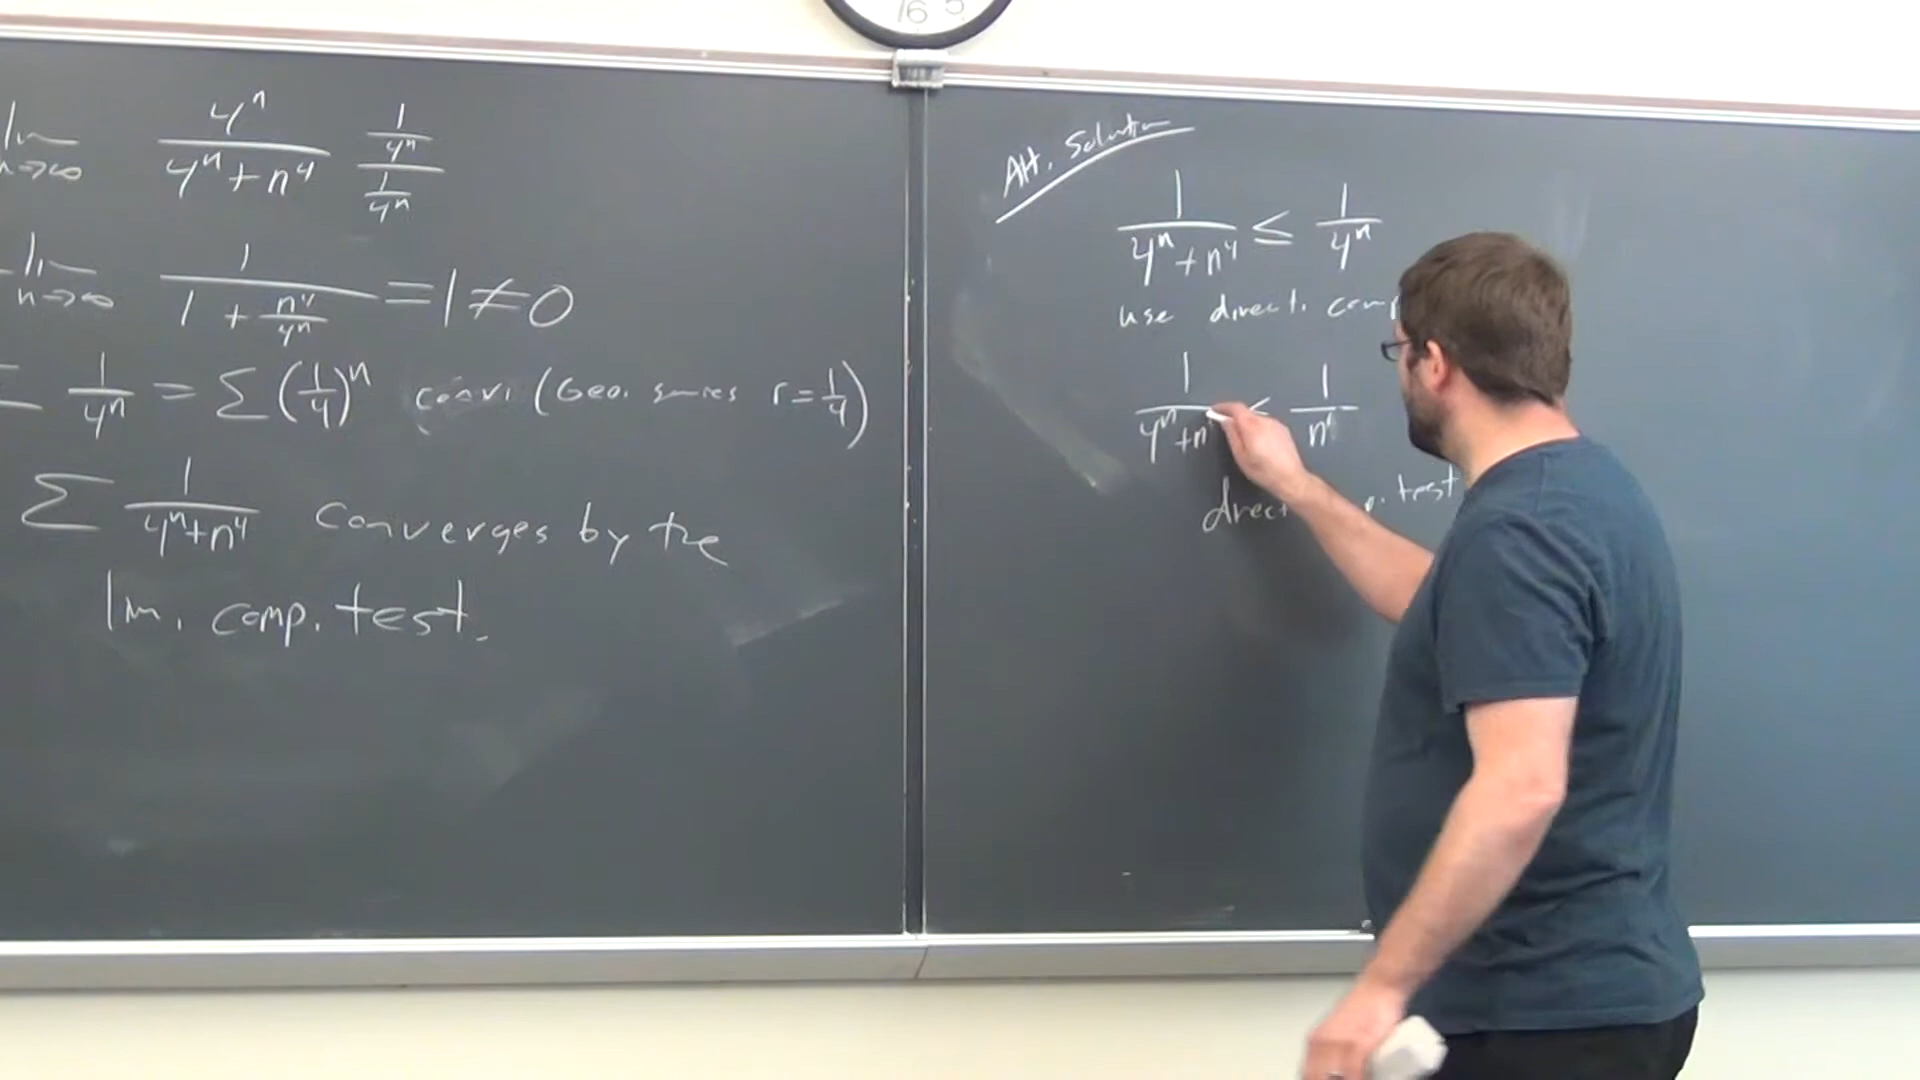 lim n→∞ 4^n / (4^n + n^4) (1/4^n) / (1/4^n)
lim n→∞ 1 / (1 + n^4/4^n) = 1 ≠ 0
Σ 1/4^n = Σ (1/4)^n conv. (Geo. series r = 1/4)
Σ 1/(4^n + n^4) converges by the
lim. comp. test.
Alt. Solution
1/(4^n + n^4) ≤ 1/4^n
use direct.
1/(4^n + n ≤ 1/n^4
test
16 5